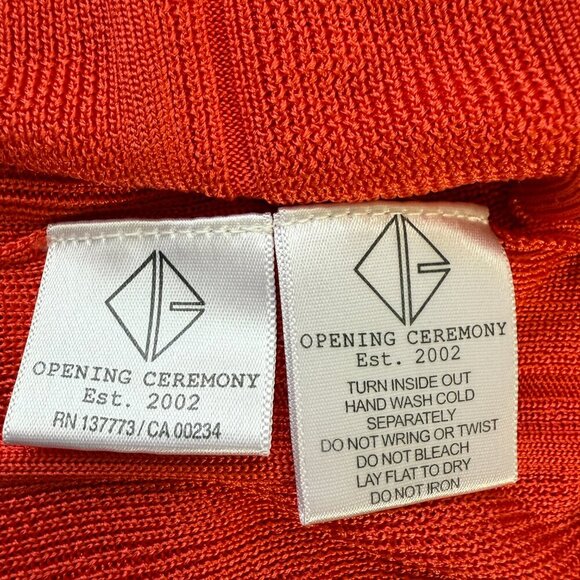 OPENING CEREMONY
Est. 2002
RN 137773/CA 00234
OPENING CEREMONY
Est. 2002
TURN INSIDE OUT
HAND WASH COLD
SEPARATELY
DO NOT WRING OR TWIST
DO NOT BLEACH
LAY FLAT TO DRY
DO NOT IRON